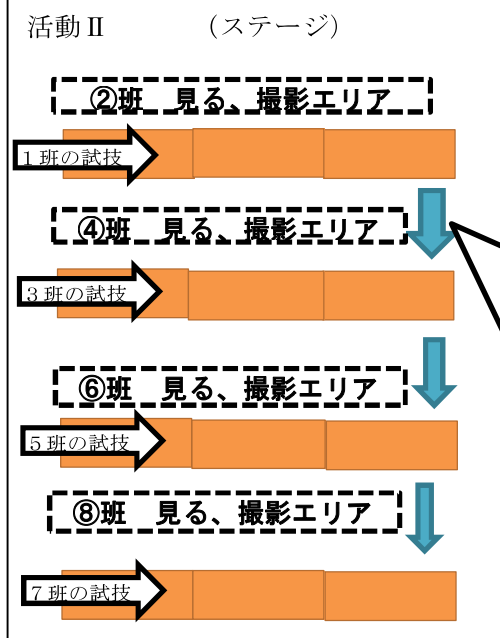 活動Ⅱ　　　（ステージ）
②班　見る、撮影エリア
１班の試技
④班　見る、撮影エリア
３班の試技
⑥班　見る、撮影エリア
５班の試技
⑧班　見る、撮影エリア
７班の試技